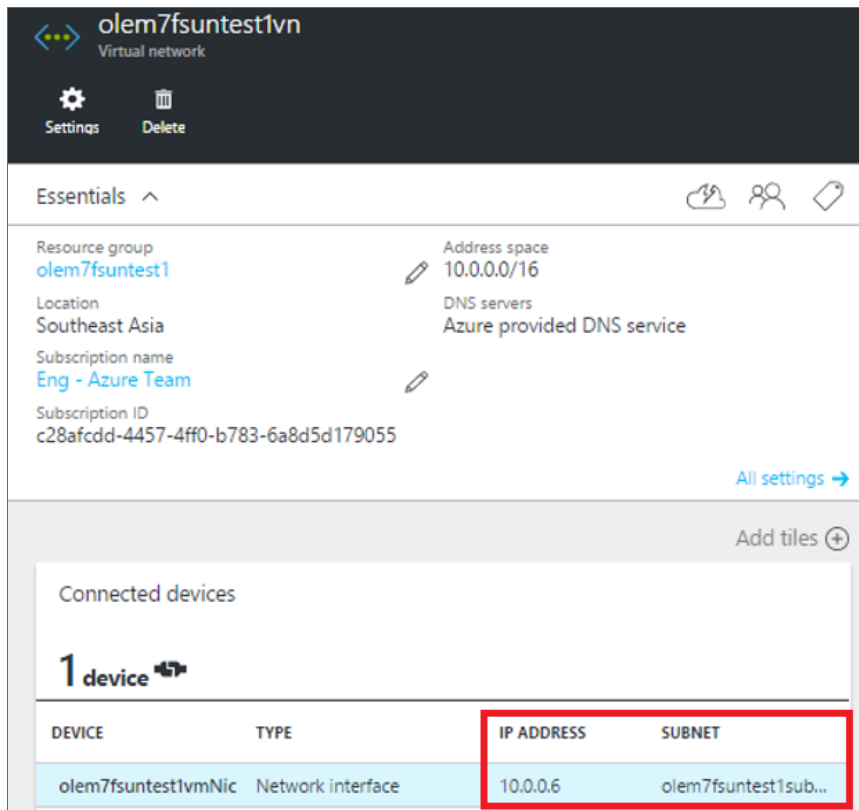 olem7fsuntest1vn
Virtual network
Settings Delete
Essentials
Resource group
olem7fsuntest1
Address space
10.0.0.0/16
Location
Southeast Asia
DNS servers
Azure provided DNS service
Subscription name
Eng - Azure Team
Subscription ID
c28afcdd-4457-4ff0-b783-6a8d5d179055
All settings
Add tiles
Connected devices
1 device
DEVICE TYPE IP ADDRESS SUBNET
olem7fsuntest1vmNic Network interface 10.0.0.6 olem7fsuntest1sub...